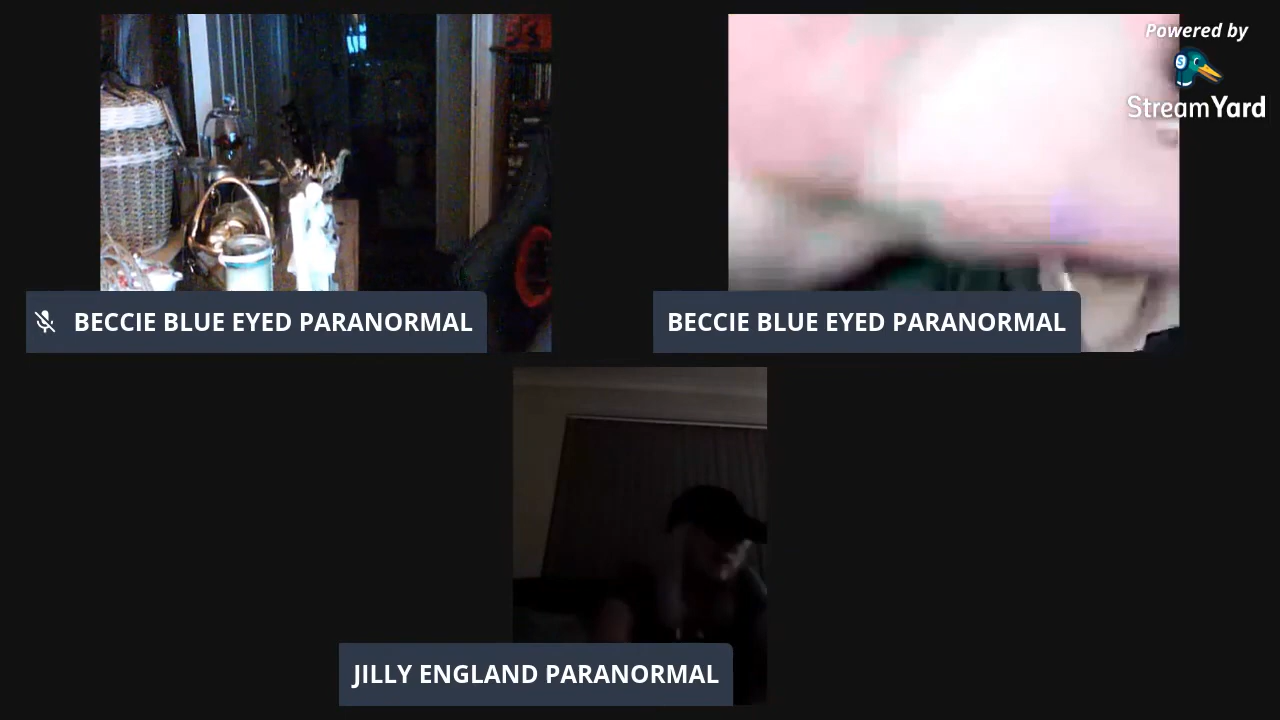 Powered by
StreamYard
BECCIE BLUE EYED PARANORMAL
BECCIE BLUE EYED PARANORMAL
JILLY ENGLAND PARANORMAL